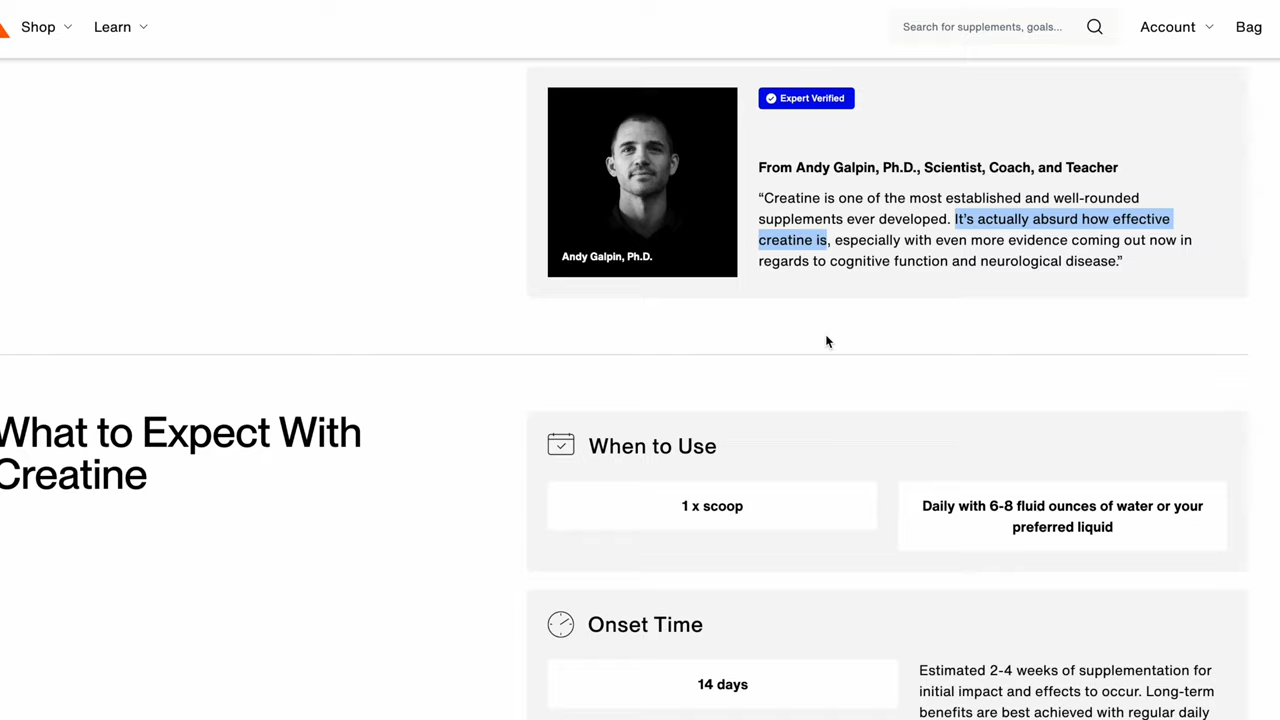 Shop
Learn
Search for supplements, goals...
Account
Bag
Expert Verified
From Andy Galpin, Ph.D., Scientist, Coach, and Teacher
“Creatine is one of the most established and well-rounded
supplements ever developed. It’s actually absurd how effective
creatine is, especially with even more evidence coming out now in
regards to cognitive function and neurological disease.”
Andy Galpin, Ph.D.
What to Expect With
Creatine
When to Use
1 x scoop
Daily with 6-8 fluid ounces of water or your
preferred liquid
Onset Time
14 days
Estimated 2-4 weeks of supplementation for
initial impact and effects to occur. Long-term
benefits are best achieved with regular daily